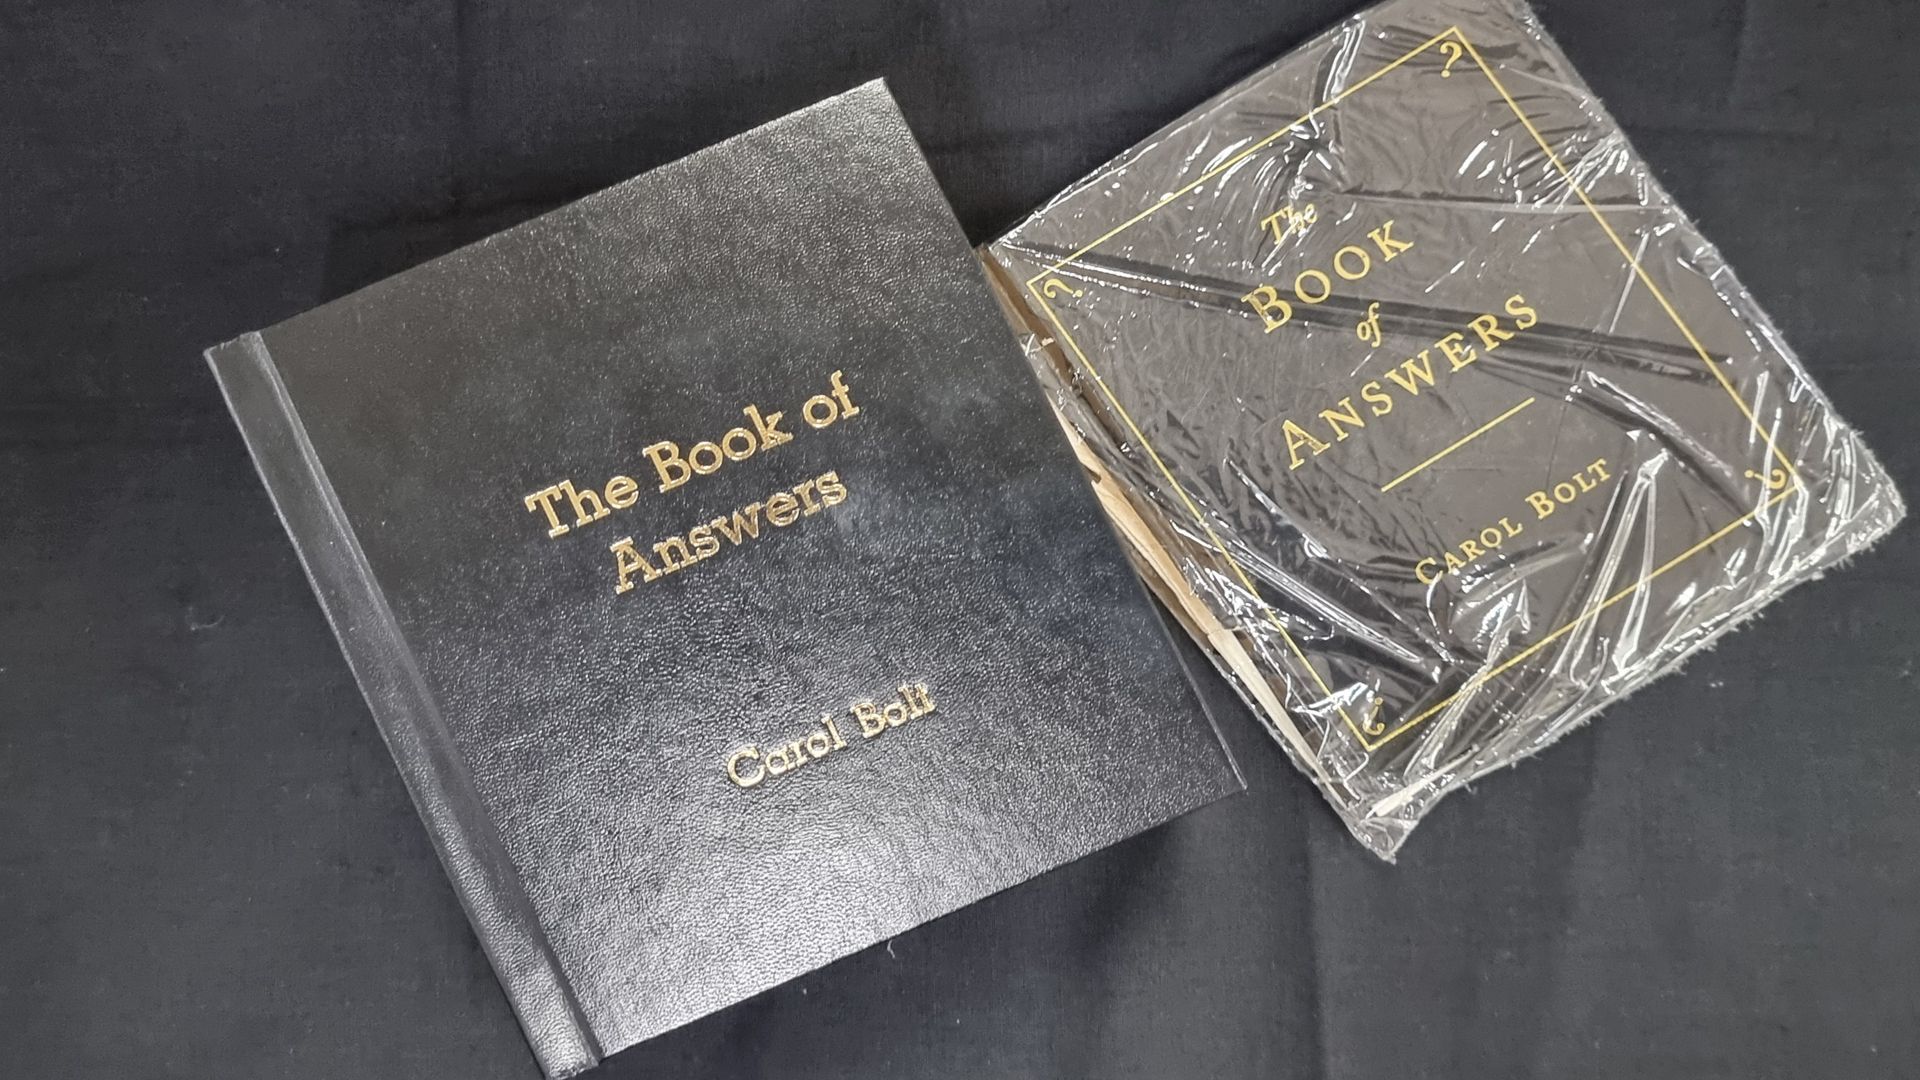 The Book of
Answers
Carol Bolt
?
?
The
BOOK
of
ANSWERS
CAROL BOLT
?
?